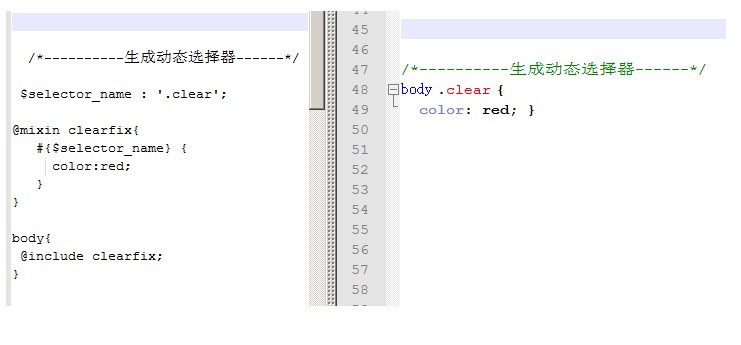 /*----------生成动态选择器------*/
$selector_name : '.clear';
@mixin clearfix{
#{$selector_name} {
color:red;
}
}
body{
@include clearfix;
}
45
46
47 /*----------生成动态选择器------*/
48 body .clear {
49 color: red; }
50
51
52
53
54
55
56
57
58